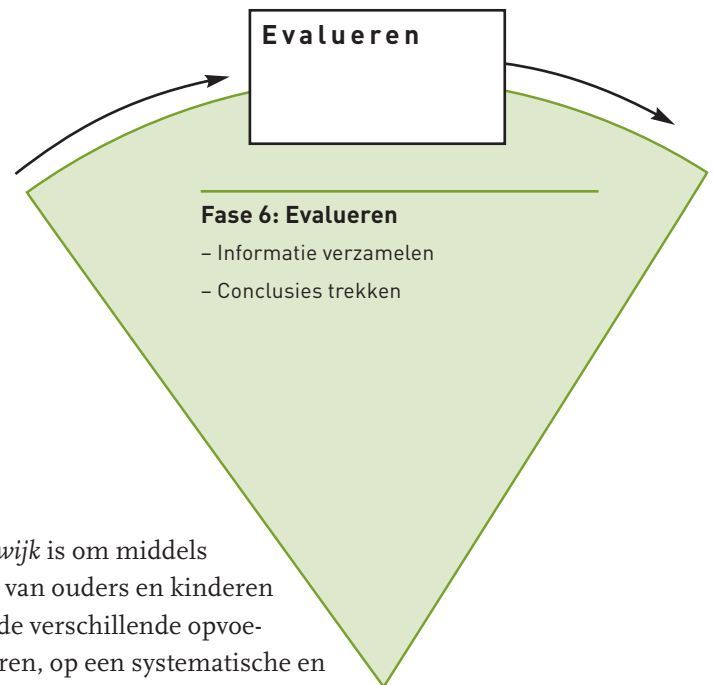 Evalueren
Fase 6: Evalueren
– Informatie verzamelen
– Conclusies trekken
wijk is om middels
van ouders en kinderen
de verschillende opvoe-
ren, op een systematische en